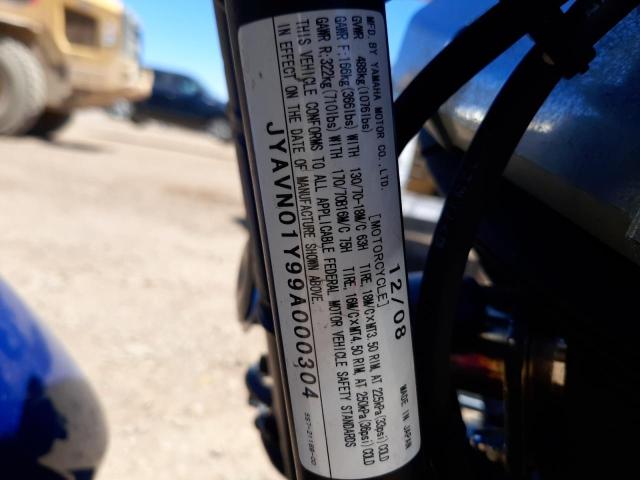 MFD. BY YAMAHA MOTOR CO., LTD. 12/08 MADE IN JAPAN
GVWR 488kg(1076lbs) [MOTORCYCLE]
GAWR F:166kg(366lbs) WITH 130/70-18M/C 63H TIRE, 18M/C×MT3.50 RIM, AT 225kPa(33psi) COLD
GAWR R:322kg(710lbs) WITH 170/70B16M/C 75H TIRE, 16M/C×MT4.50 RIM, AT 250kPa(36psi) COLD
THIS VEHICLE CONFORMS TO ALL APPLICABLE FEDERAL MOTOR VEHICLE SAFETY STANDARDS
IN EFFECT ON THE DATE OF MANUFACTURE SHOWN ABOVE.
JYAVN01Y99A000304